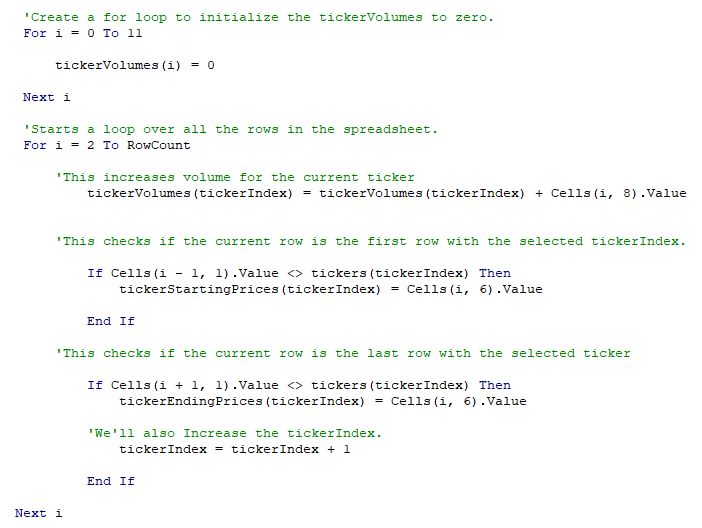 'Create a for loop to initialize the tickerVolumes to zero.
For i = 0 To 11
tickerVolumes(i) = 0
Next i
'Starts a loop over all the rows in the spreadsheet.
For i = 2 To RowCount
'This increases volume for the current ticker
tickerVolumes(tickerIndex) = tickerVolumes(tickerIndex) + Cells(i, 8).Value
'This checks if the current row is the first row with the selected tickerIndex.
If Cells(i - 1, 1).Value <> tickers(tickerIndex) Then
tickerStartingPrices(tickerIndex) = Cells(i, 6).Value
End If
'This checks if the current row is the last row with the selected ticker
If Cells(i + 1, 1).Value <> tickers(tickerIndex) Then
tickerEndingPrices(tickerIndex) = Cells(i, 6).Value
'We'll also Increase the tickerIndex.
tickerIndex = tickerIndex + 1
End If
Next i